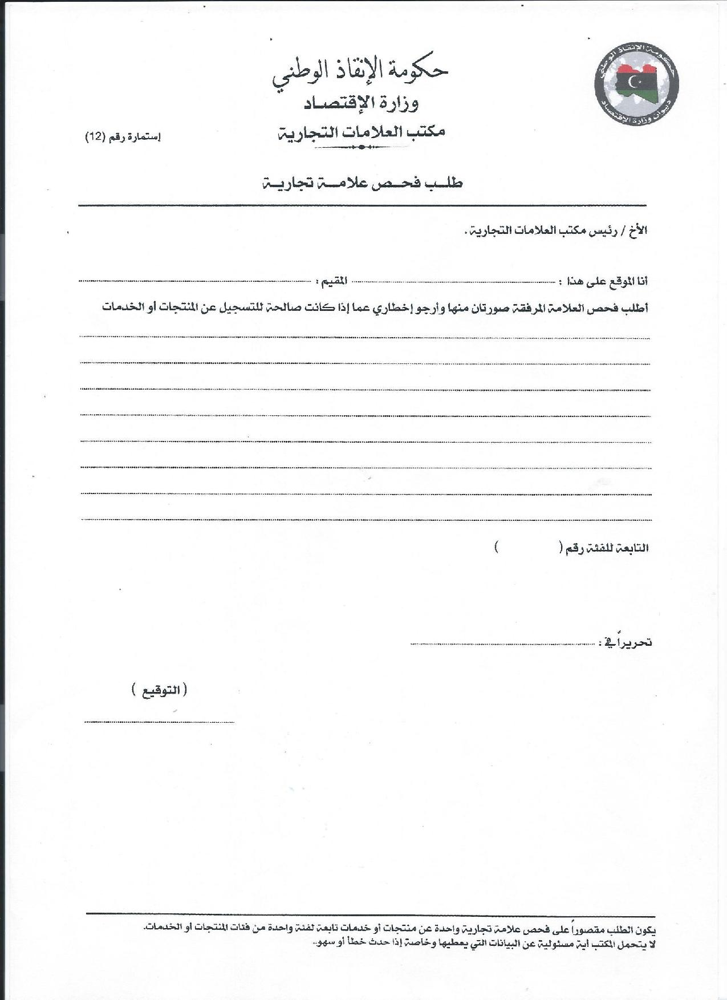 حكومة الإنقاذ الوطني
ديوان وزارة الإقتصاد
حكومة الإنقاذ الوطني
وزارة الإقتصاد
مكتب العلامات التجارية
إستمارة رقم (12)
طلب فحص علامة تجارية
الأخ / رئيس مكتب العلامات التجارية .
أنا الموقع على هذا : المقيم :
أطلب فحص العلامة المرفقة صورتان منها وأرجو إخطاري عما إذا كانت صالحة للتسجيل عن المنتجات أو الخدمات
التابعة للفئة رقم ( )
تحريراً في :
( التوقيع )
يكون الطلب مقصوراً على فحص علامة تجارية واحدة عن منتجات أو خدمات تابعة لفئة واحدة من فئات المنتجات أو الخدمات.
لا يتحمل المكتب أية مسئولية عن البيانات التي يعطيها وخاصة إذا حدث خطأ أو سهو..